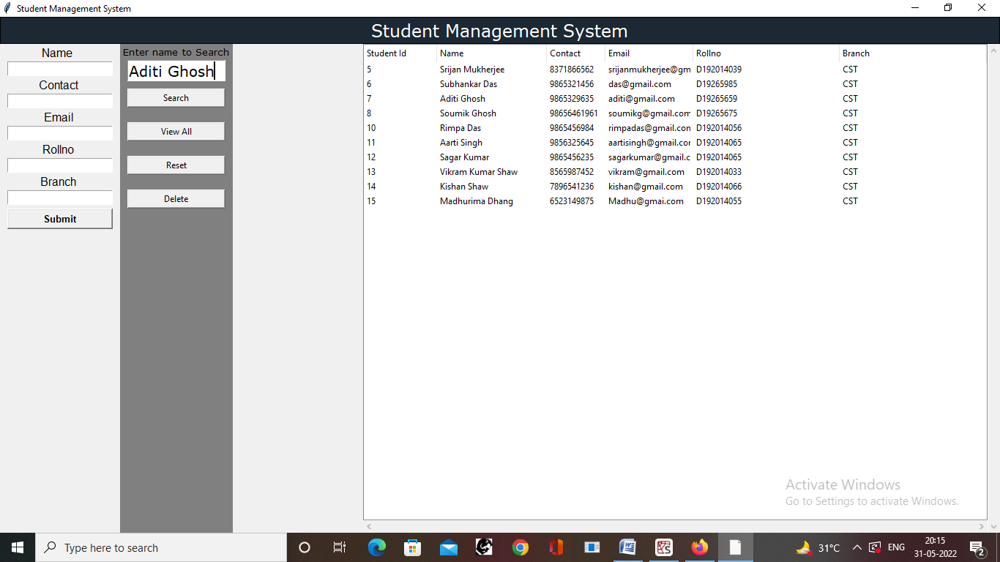 Student Management System
Student Management System
Name
Contact
Email
Rollno
Branch
Submit
Enter name to Search
Aditi Ghosh
Search
View All
Reset
Delete
Student Id Name Contact Email Rollno Branch
5 Srijan Mukherjee 8371866562 srijanmukherjee@gm D192014039 CST
6 Subhankar Das 9865321456 das@gmail.com D19265985 CST
7 Aditi Ghosh 9865329635 aditi@gmail.com D19265659 CST
8 Soumik Ghosh 98656461961 soumikg@gmail.com D19265675 CST
10 Rimpa Das 9865456984 rimpadas@gmail.con D192014056 CST
11 Aarti Singh 9856325645 aartisingh@gmail.cor D192014065 CST
12 Sagar Kumar 9865456235 sagarkumar@gmail.c D192014065 CST
13 Vikram Kumar Shaw 8565987452 vikram@gmail.com D192014033 CST
14 Kishan Shaw 7896541236 kishan@gmail.com D192014066 CST
15 Madhurima Dhang 6523149875 Madhu@gmai.com D192014055 CST
Activate Windows
Go to Settings to activate Windows.
Type here to search
31°C
ENG
20:15
31-05-2022
2